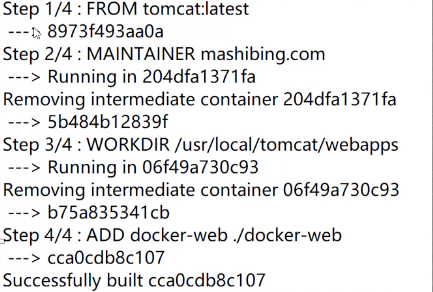 Step 1/4 : FROM tomcat:latest
---> 8973f493aa0a
Step 2/4 : MAINTAINER mashibing.com
---> Running in 204dfa1371fa
Removing intermediate container 204dfa1371fa
---> 5b484b12839f
Step 3/4 : WORKDIR /usr/local/tomcat/webapps
---> Running in 06f49a730c93
Removing intermediate container 06f49a730c93
---> b75a835341cb
Step 4/4 : ADD docker-web ./docker-web
---> cca0cdb8c107
Successfully built cca0cdb8c107